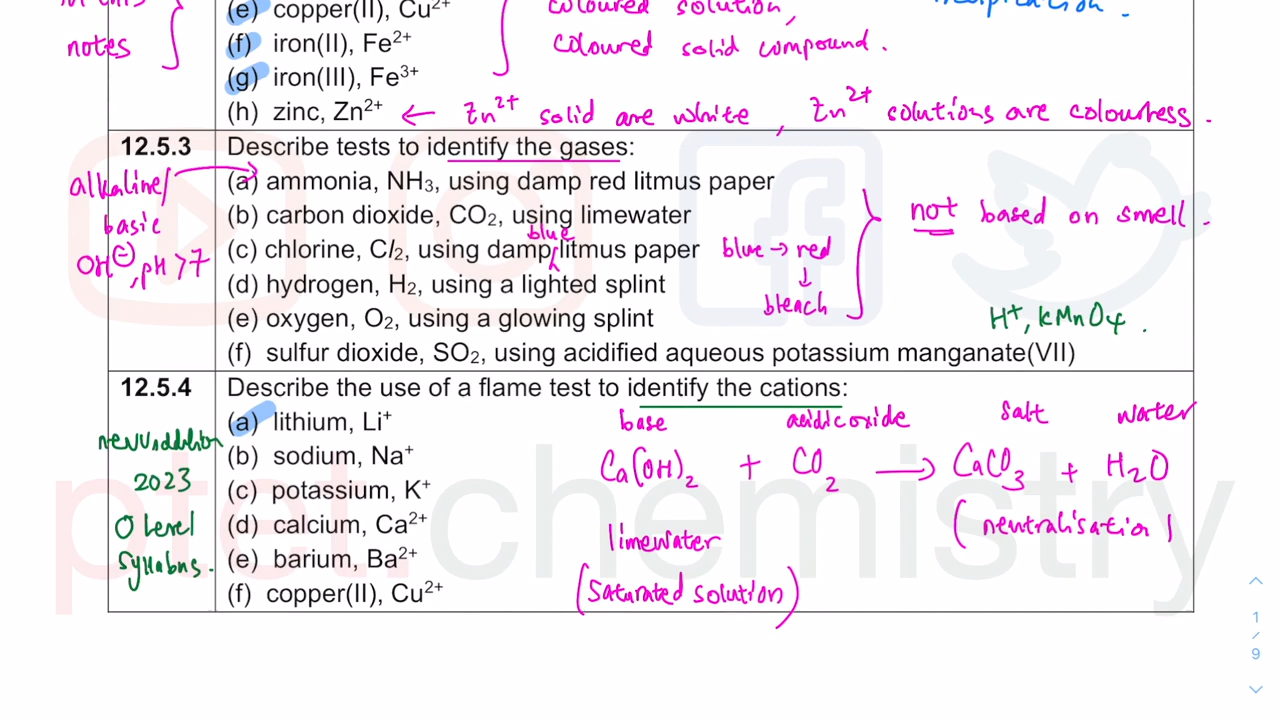 in this
notes
(e) copper(II), Cu²⁺
(f) iron(II), Fe²⁺
(g) iron(III), Fe³⁺
(h) zinc, Zn²⁺
coloured solution,
coloured solid compound.
precipitation.
← Zn²⁺ solid are white, Zn²⁺ solutions are colourless.
12.5.3 Describe tests to identify the gases:
(a) ammonia, NH₃, using damp red litmus paper
(b) carbon dioxide, CO₂, using limewater
blue
(c) chlorine, Cl₂, using damp litmus paper
(d) hydrogen, H₂, using a lighted splint
(e) oxygen, O₂, using a glowing splint
(f) sulfur dioxide, SO₂, using acidified aqueous potassium manganate(VII)
alkaline/
basic
OH⁻, pH >7
blue → red
↓
bleach
not based on smell.
H⁺, KMnO₄.
12.5.4 Describe the use of a flame test to identify the cations:
(a) lithium, Li⁺
(b) sodium, Na⁺
(c) potassium, K⁺
(d) calcium, Ca²⁺
(e) barium, Ba²⁺
(f) copper(II), Cu²⁺
2023
O level
syllabus.
base acidic oxide salt water
Ca(OH)₂ + CO₂ → CaCO₃ + H₂O
limewater (neutralisation)
(saturated solution)
ptet chemistry
1
/
9